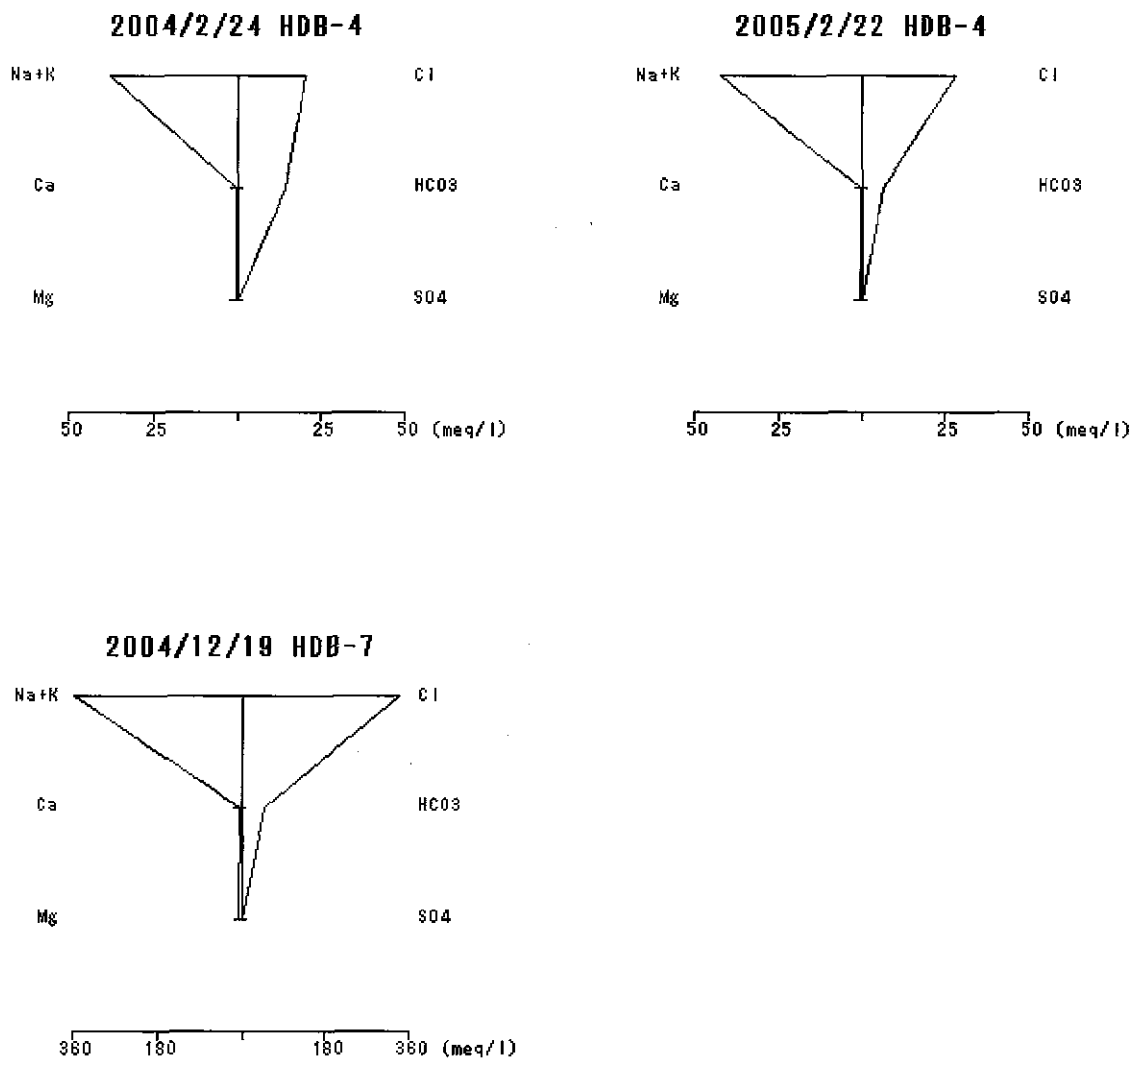 2004/2/24 HDB-4
Na+K Cl
Ca HCO3
Mg SO4
50 25 25 50 (meq/l)
2005/2/22 HDB-4
Na+K Cl
Ca HCO3
Mg SO4
50 25 25 50 (meq/l)
2004/12/19 HDB-7
Na+K Cl
Ca HCO3
Mg SO4
360 180 180 360 (meq/l)